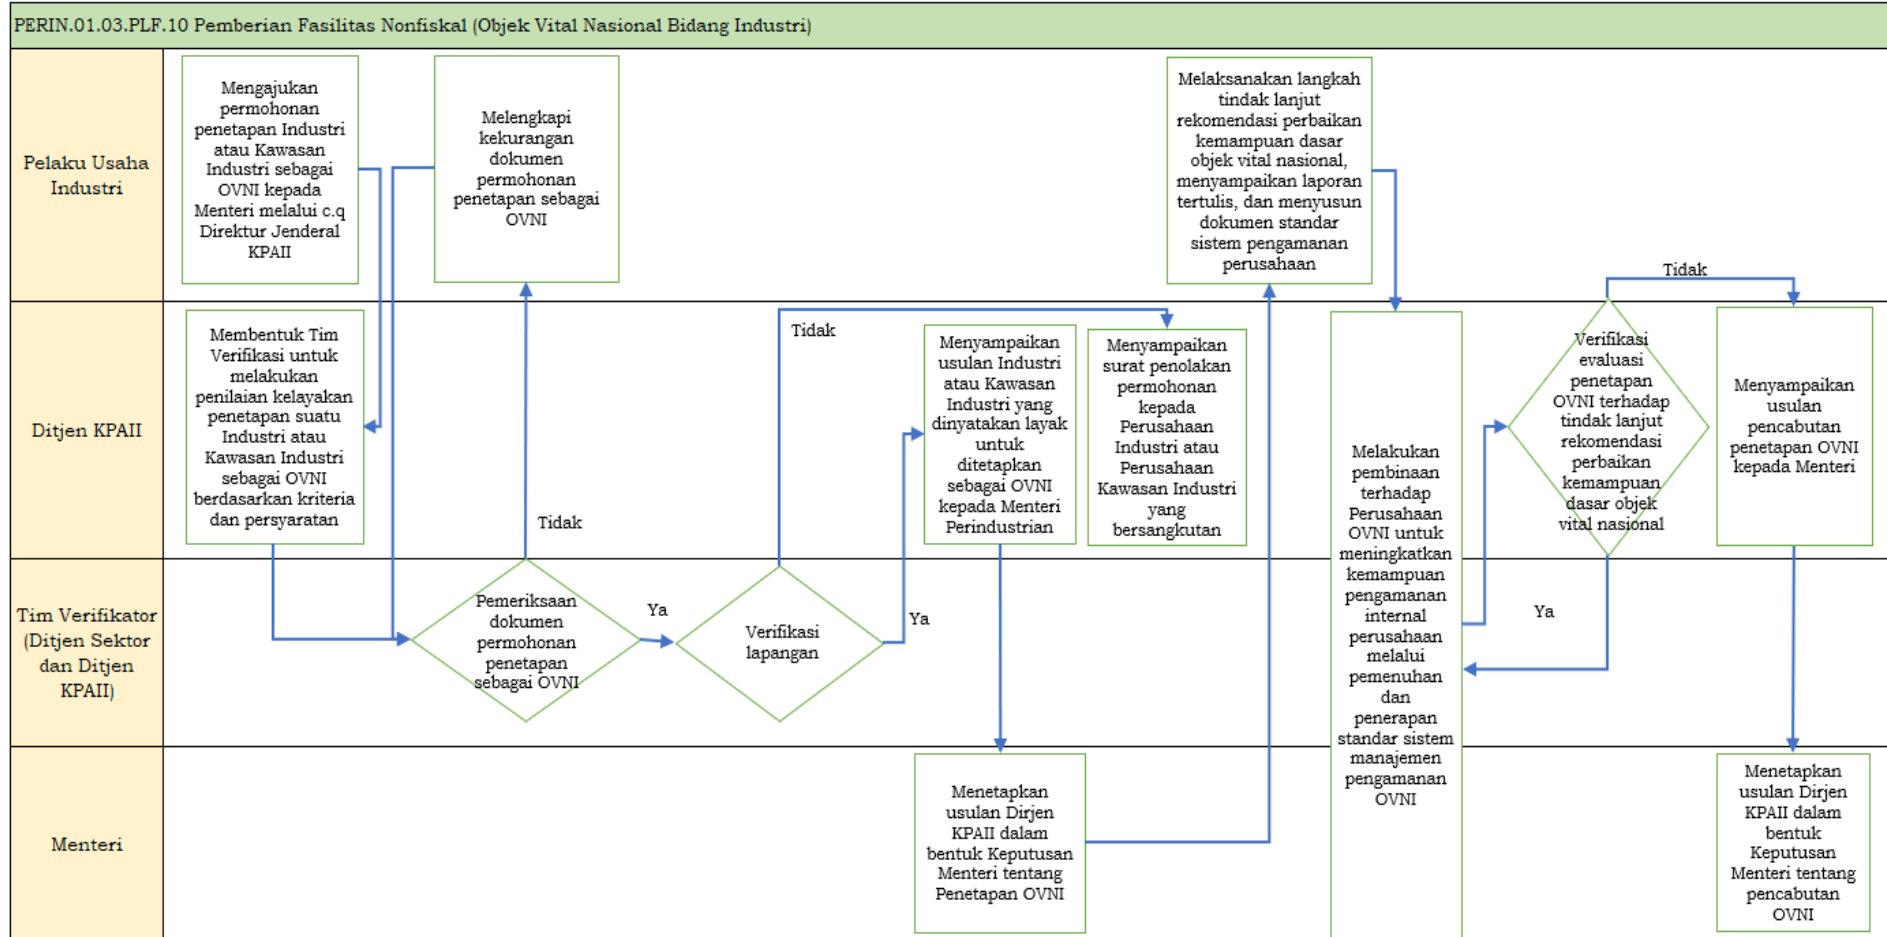 PERIN.01.03.PLF.10 Pemberian Fasilitas Nonfiskal (Objek Vital Nasional Bidang Industri)
Pelaku Usaha
Industri
Mengajukan
permohonan
penetapan Industri
atau Kawasan
Industri sebagai
OVNI kepada
Menteri melalui c.q
Direktur Jenderal
KPAII
Melengkapi
kekurangan
dokumen
permohonan
penetapan sebagai
OVNI
Melaksanakan langkah
tindak lanjut
rekomendasi perbaikan
kemampuan dasar
objek vital nasional,
menyampaikan laporan
tertulis, dan menyusun
dokumen standar
sistem pengamanan
perusahaan
Tidak
Ditjen KPAII
Membentuk Tim
Verifikasi untuk
melakukan
penilaian kelayakan
penetapan suatu
Industri atau
Kawasan Industri
sebagai OVNI
berdasarkan kriteria
dan persyaratan
Tidak
Tidak
Menyampaikan
usulan Industri
atau Kawasan
Industri yang
dinyatakan layak
untuk
ditetapkan
sebagai OVNI
kepada Menteri
Perindustrian
Menyampaikan
surat penolakan
permohonan
kepada
Perusahaan
Industri atau
Perusahaan
Kawasan Industri
yang
bersangkutan
Melakukan
pembinaan
terhadap
Perusahaan
OVNI untuk
meningkatkan
kemampuan
pengamanan
internal
perusahaan
melalui
pemenuhan
dan
penerapan
standar sistem
manajemen
pengamanan
OVNI
Verifikasi
evaluasi
penetapan
OVNI terhadap
tindak lanjut
rekomendasi
perbaikan
kemampuan
dasar objek
vital nasional
Menyampaikan
usulan
pencabutan
penetapan OVNI
kepada Menteri
Tim Verifikator
(Ditjen Sektor
dan Ditjen
KPAII)
Pemeriksaan
dokumen
permohonan
penetapan
sebagai OVNI
Ya
Verifikasi
lapangan
Ya
Ya
Menteri
Menetapkan
usulan Dirjen
KPAII dalam
bentuk Keputusan
Menteri tentang
Penetapan OVNI
Menetapkan
usulan Dirjen
KPAII dalam
bentuk
Keputusan
Menteri tentang
pencabutan
OVNI